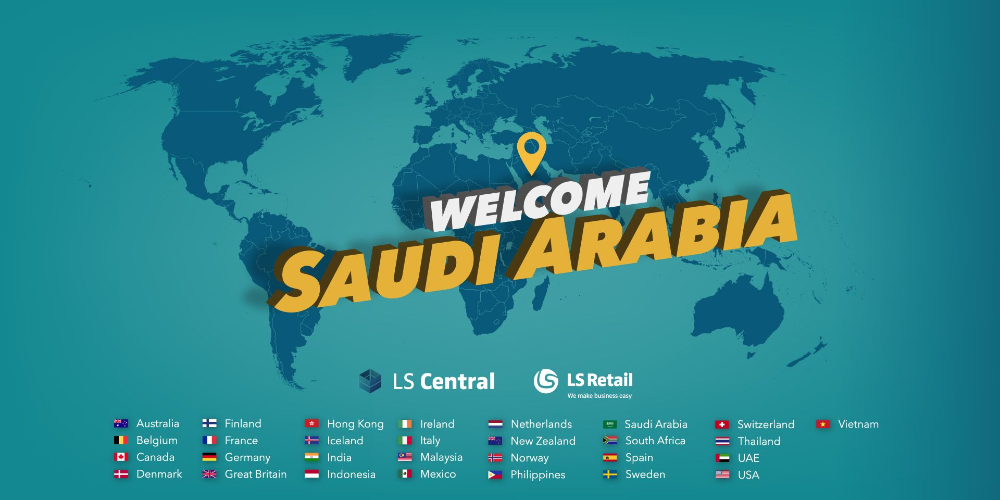 WELCOME
SAUDI ARABIA
LS Central
LS Retail
We make business easy
Australia
Belgium
Canada
Denmark
Finland
France
Germany
Great Britain
Hong Kong
Iceland
India
Indonesia
Ireland
Italy
Malaysia
Mexico
Netherlands
New Zealand
Norway
Philippines
Saudi Arabia
South Africa
Spain
Sweden
Switzerland
Thailand
UAE
USA
Vietnam